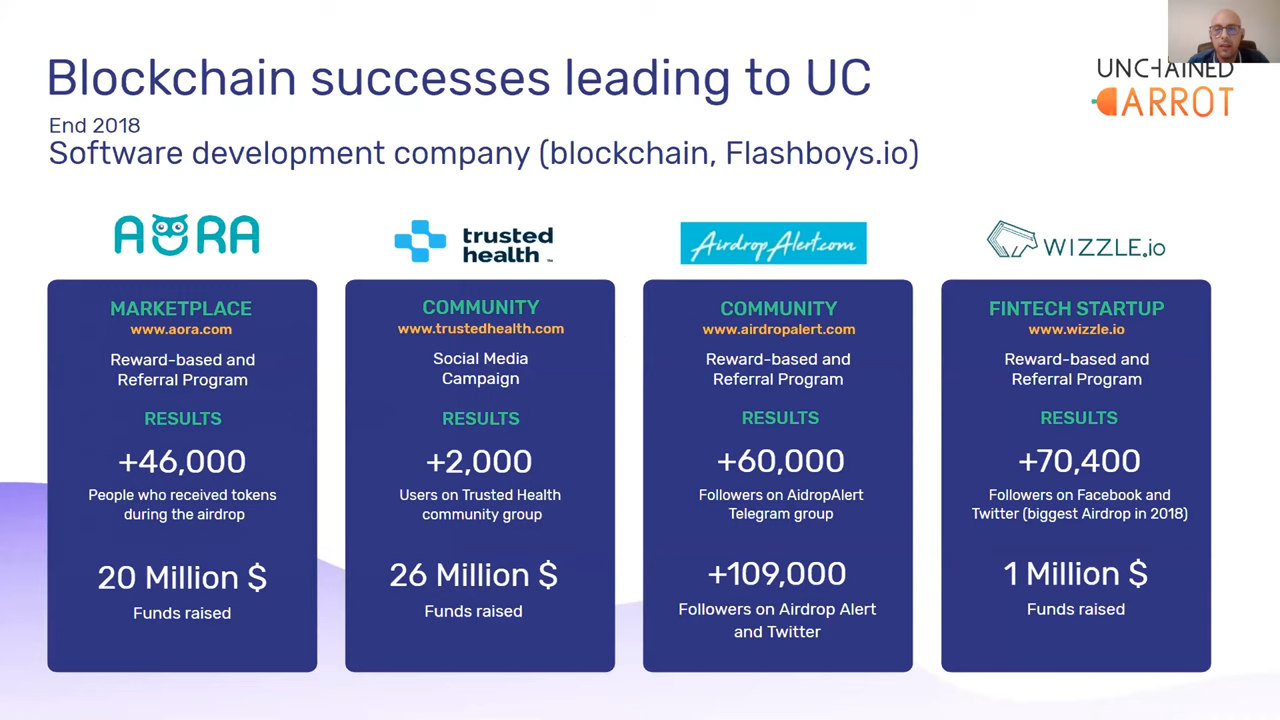 Blockchain successes leading to UC
UNCHAINED
CARROT
End 2018
Software development company (blockchain, Flashboys.io)
AORA
trusted
health™
AirdropAlert.com
WIZZLE.io
MARKETPLACE
www.aora.com
Reward-based and
Referral Program
RESULTS
+46,000
People who received tokens
during the airdrop
20 Million $
Funds raised
COMMUNITY
www.trustedhealth.com
Social Media
Campaign
RESULTS
+2,000
Users on Trusted Health
community group
26 Million $
Funds raised
COMMUNITY
www.airdropalert.com
Reward-based and
Referral Program
RESULTS
+60,000
Followers on AidropAlert
Telegram group
+109,000
Followers on Airdrop Alert
and Twitter
FINTECH STARTUP
www.wizzle.io
Reward-based and
Referral Program
RESULTS
+70,400
Followers on Facebook and
Twitter (biggest Airdrop in 2018)
1 Million $
Funds raised